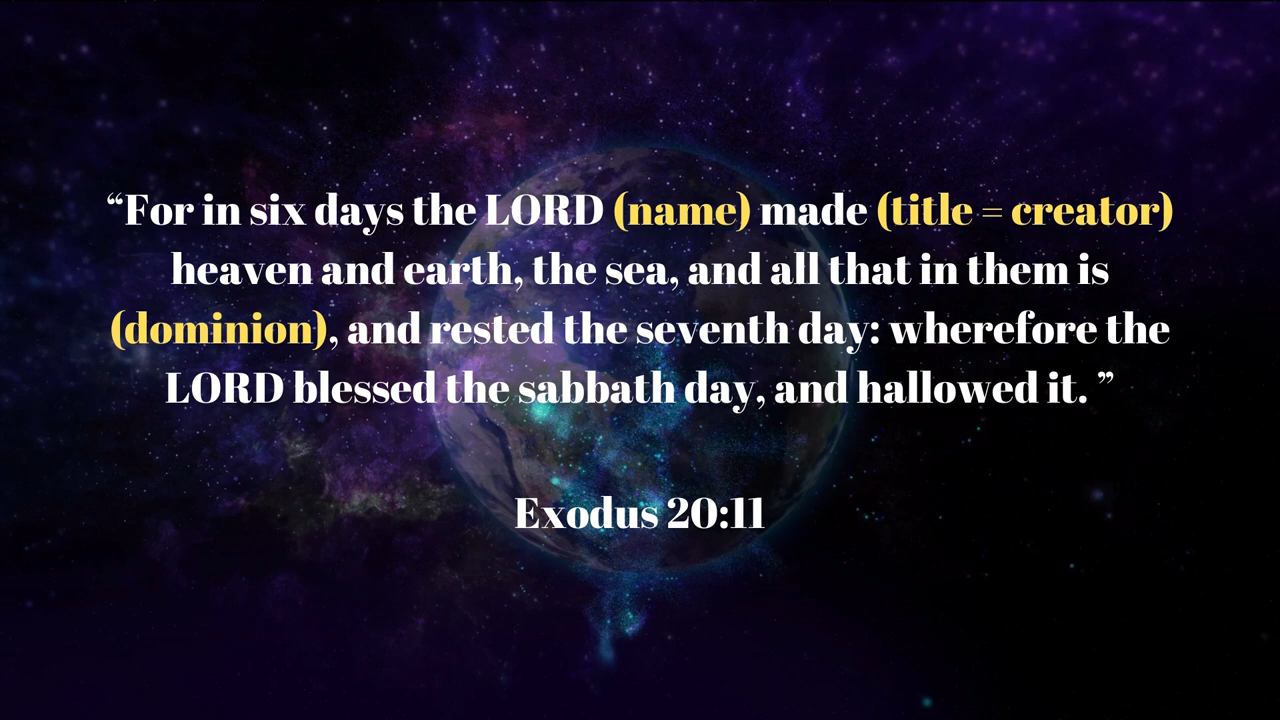 “For in six days the LORD (name) made (title = creator)
heaven and earth, the sea, and all that in them is
(dominion), and rested the seventh day: wherefore the
LORD blessed the sabbath day, and hallowed it. ”
Exodus 20:11